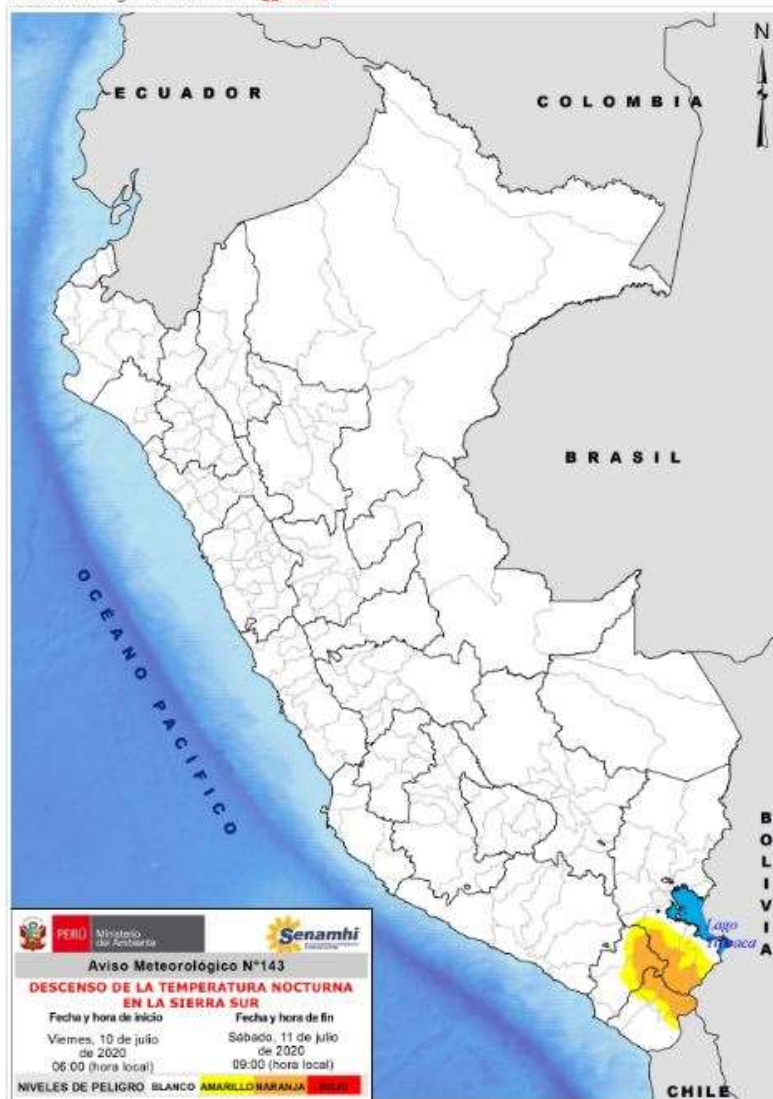 N
ECUADOR
COLOMBIA
BRASIL
OCÉANO PACÍFICO
BOLIVIA
Lago
CHILE
PERÚ Ministerio
del Ambiente
Senamhi
Aviso Meteorológico N°143
DESCENSO DE LA TEMPERATURA NOCTURNA
EN LA SIERRA SUR
Fecha y hora de inicio Fecha y hora de fin
Viernes, 10 de julio Sábado, 11 de julio
de 2020 de 2020
06:00 (hora local) 09:00 (hora local)
NIVELES DE PELIGRO BLANCO AMARILLO NARANJA ROJO